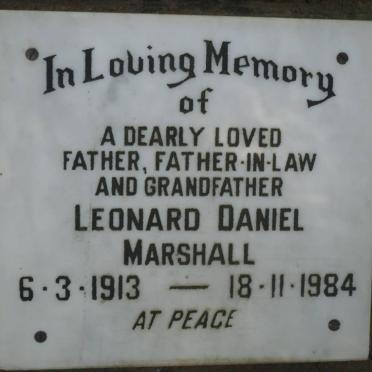 In Loving Memory
of
A DEARLY LOVED
FATHER, FATHER-IN-LAW
AND GRANDFATHER
LEONARD DANIEL
MARSHALL
6·3·1913 — 18·11·1984
AT PEACE